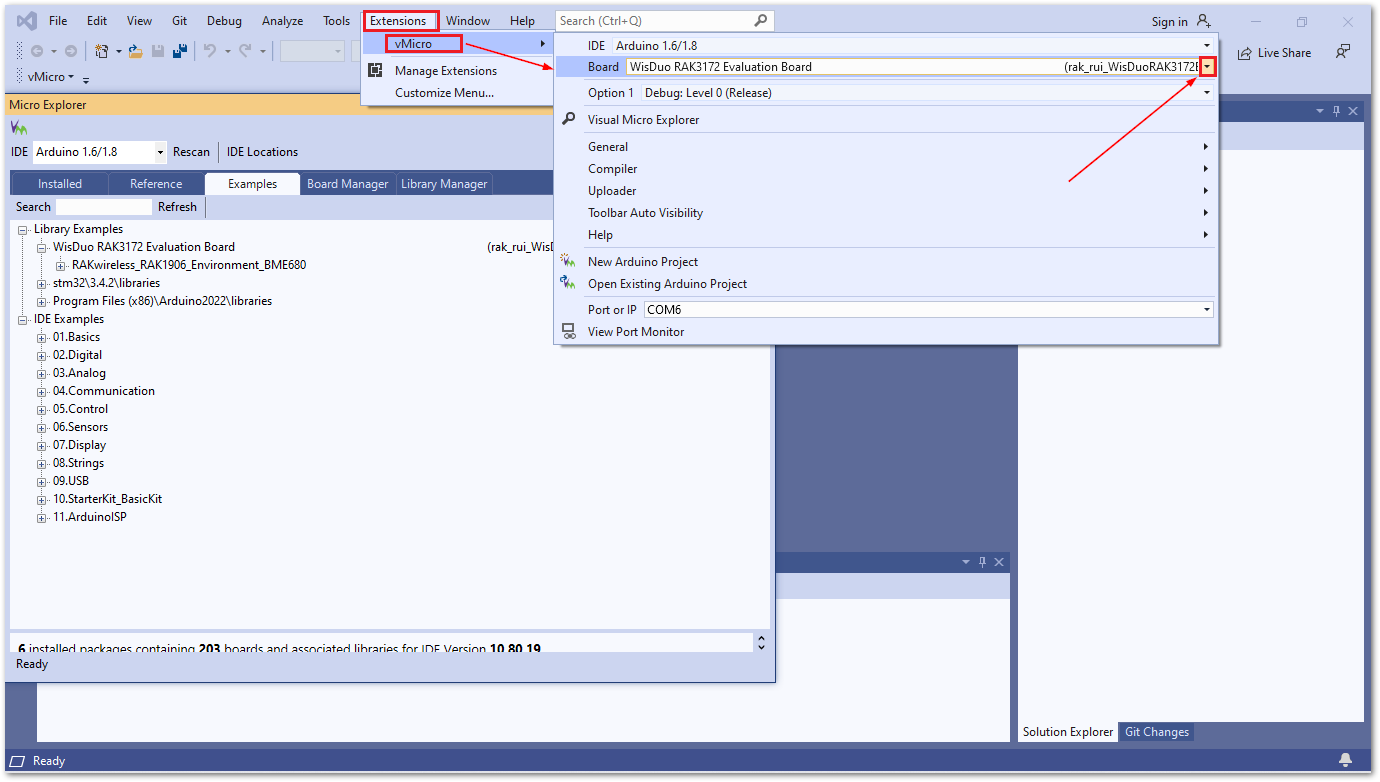 File Edit View Git Debug Analyze Tools Extensions Window Help Search (Ctrl+Q) Sign in
Live Share
vMicro
vMicro
Manage Extensions
Customize Menu...
IDE Arduino 1.6/1.8
Board WisDuo RAK3172 Evaluation Board (rak_rui_WisDuoRAK3172E
Option 1 Debug: Level 0 (Release)
Visual Micro Explorer
General
Compiler
Uploader
Toolbar Auto Visibility
Help
New Arduino Project
Open Existing Arduino Project
Port or IP COM6
View Port Monitor
Micro Explorer
IDE Arduino 1.6/1.8 Rescan IDE Locations
Installed Reference Examples Board Manager Library Manager
Search Refresh
Library Examples
WisDuo RAK3172 Evaluation Board (rak_rui_WisD
RAKwireless_RAK1906_Environment_BME680
stm32\3.4.2\libraries
Program Files (x86)\Arduino2022\libraries
IDE Examples
01.Basics
02.Digital
03.Analog
04.Communication
05.Control
06.Sensors
07.Display
08.Strings
09.USB
10.StarterKit_BasicKit
11.ArduinoISP
6 installed packages containing 203 boards and associated libraries for IDE Version 10.80.19
Ready
Solution Explorer Git Changes
Ready